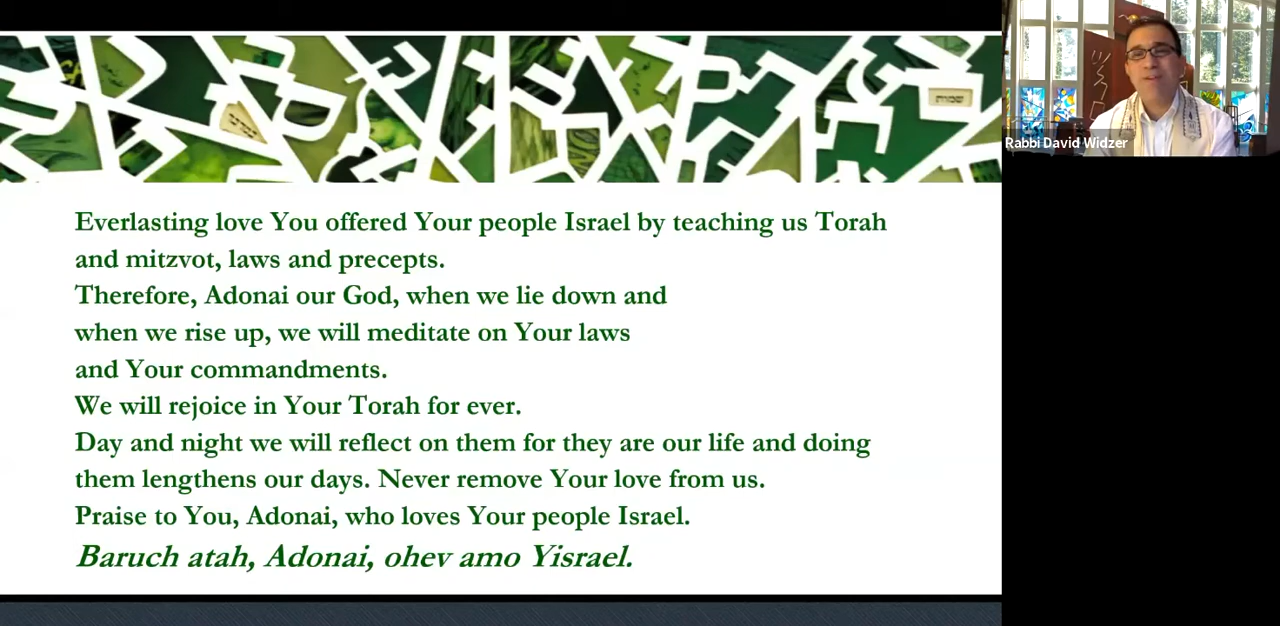 Everlasting love You offered Your people Israel by teaching us Torah
and mitzvot, laws and precepts.
Therefore, Adonai our God, when we lie down and
when we rise up, we will meditate on Your laws
and Your commandments.
We will rejoice in Your Torah for ever.
Day and night we will reflect on them for they are our life and doing
them lengthens our days. Never remove Your love from us.
Praise to You, Adonai, who loves Your people Israel.
Baruch atah, Adonai, ohev amo Yisrael.
Rabbi David Widzer